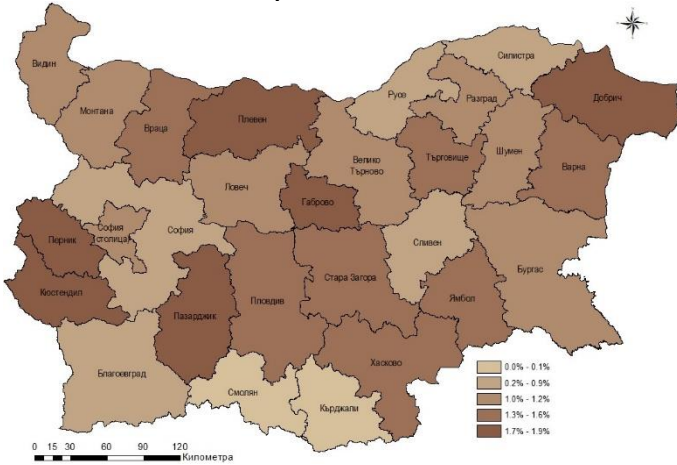 Видин
Монтана
Враца
Плевен
Русе
Силистра
Разград
Добрич
Велико
Търново
Търговище
Шумен
Варна
Ловеч
Габрово
Перник
София
(столица)
София
Сливен
Бургас
Кюстендил
Пазарджик
Пловдив
Стара Загора
Ямбол
Хасково
Благоевград
Смолян
Кърджали
0.0% - 0.1%
0.2% - 0.9%
1.0% - 1.2%
1.3% - 1.6%
1.7% - 1.9%
0 15 30 60 90 120
Километра